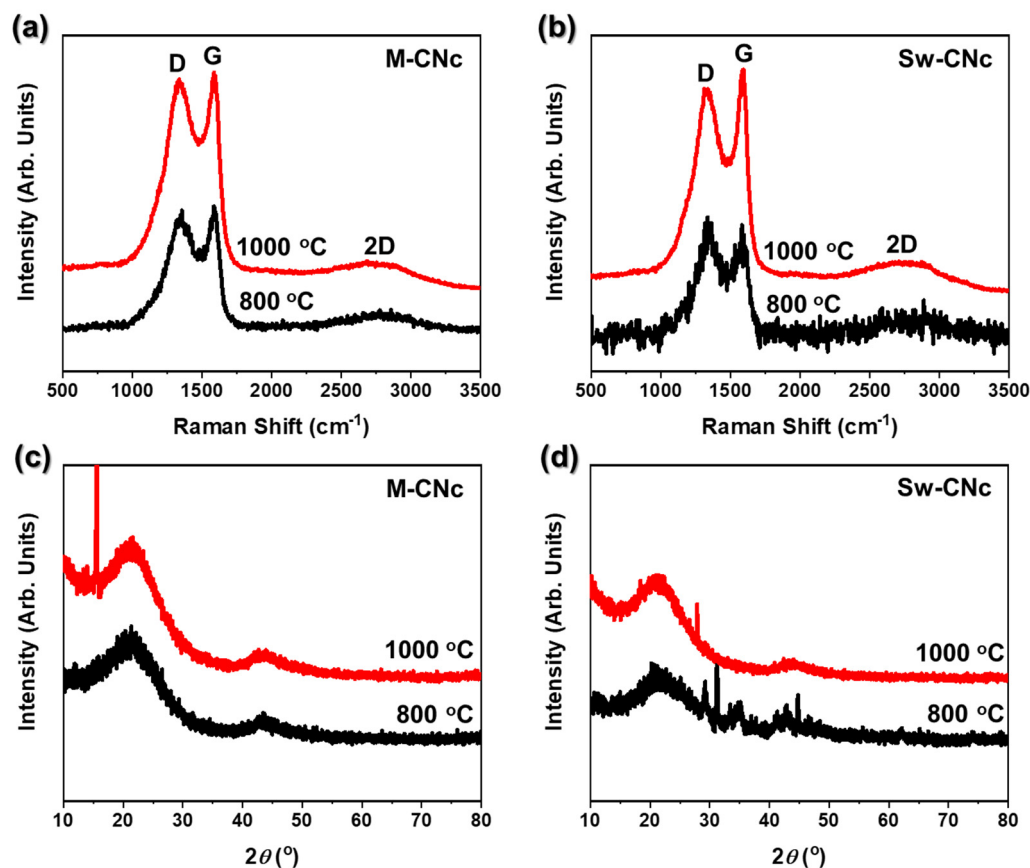 (a)
M-CNc
D
G
1000 °C
2D
800 °C
Intensity (Arb. Units)
500 1000 1500 2000 2500 3000 3500
Raman Shift (cm⁻¹)
(b)
Sw-CNc
D
G
1000 °C
2D
800 °C
Intensity (Arb. Units)
500 1000 1500 2000 2500 3000 3500
Raman Shift (cm⁻¹)
(c)
M-CNc
1000 °C
800 °C
Intensity (Arb. Units)
10 20 30 40 50 60 70 80
2θ (°)
(d)
Sw-CNc
1000 °C
800 °C
Intensity (Arb. Units)
10 20 30 40 50 60 70 80
2θ (°)